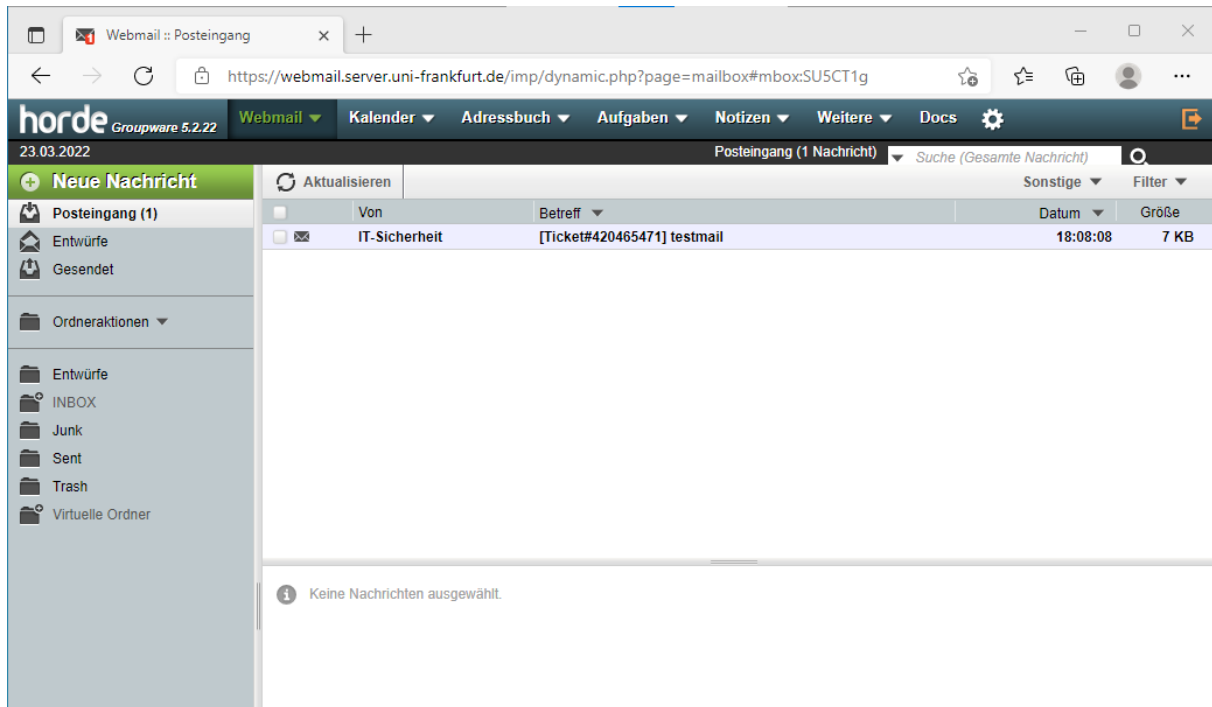 Webmail :: Posteingang
https://webmail.server.uni-frankfurt.de/imp/dynamic.php?page=mailbox#mbox:SU5CT1g
horde Groupware 5.2.22 Webmail Kalender Adressbuch Aufgaben Notizen Weitere Docs
23.03.2022 Posteingang (1 Nachricht) Suche (Gesamte Nachricht)
Neue Nachricht Aktualisieren Sonstige Filter
Posteingang (1) Von Betreff Datum Größe
Entwürfe IT-Sicherheit [Ticket#420465471] testmail 18:08:08 7 KB
Gesendet
Ordneraktionen
Entwürfe
INBOX
Junk
Sent
Trash
Virtuelle Ordner
Keine Nachrichten ausgewählt.